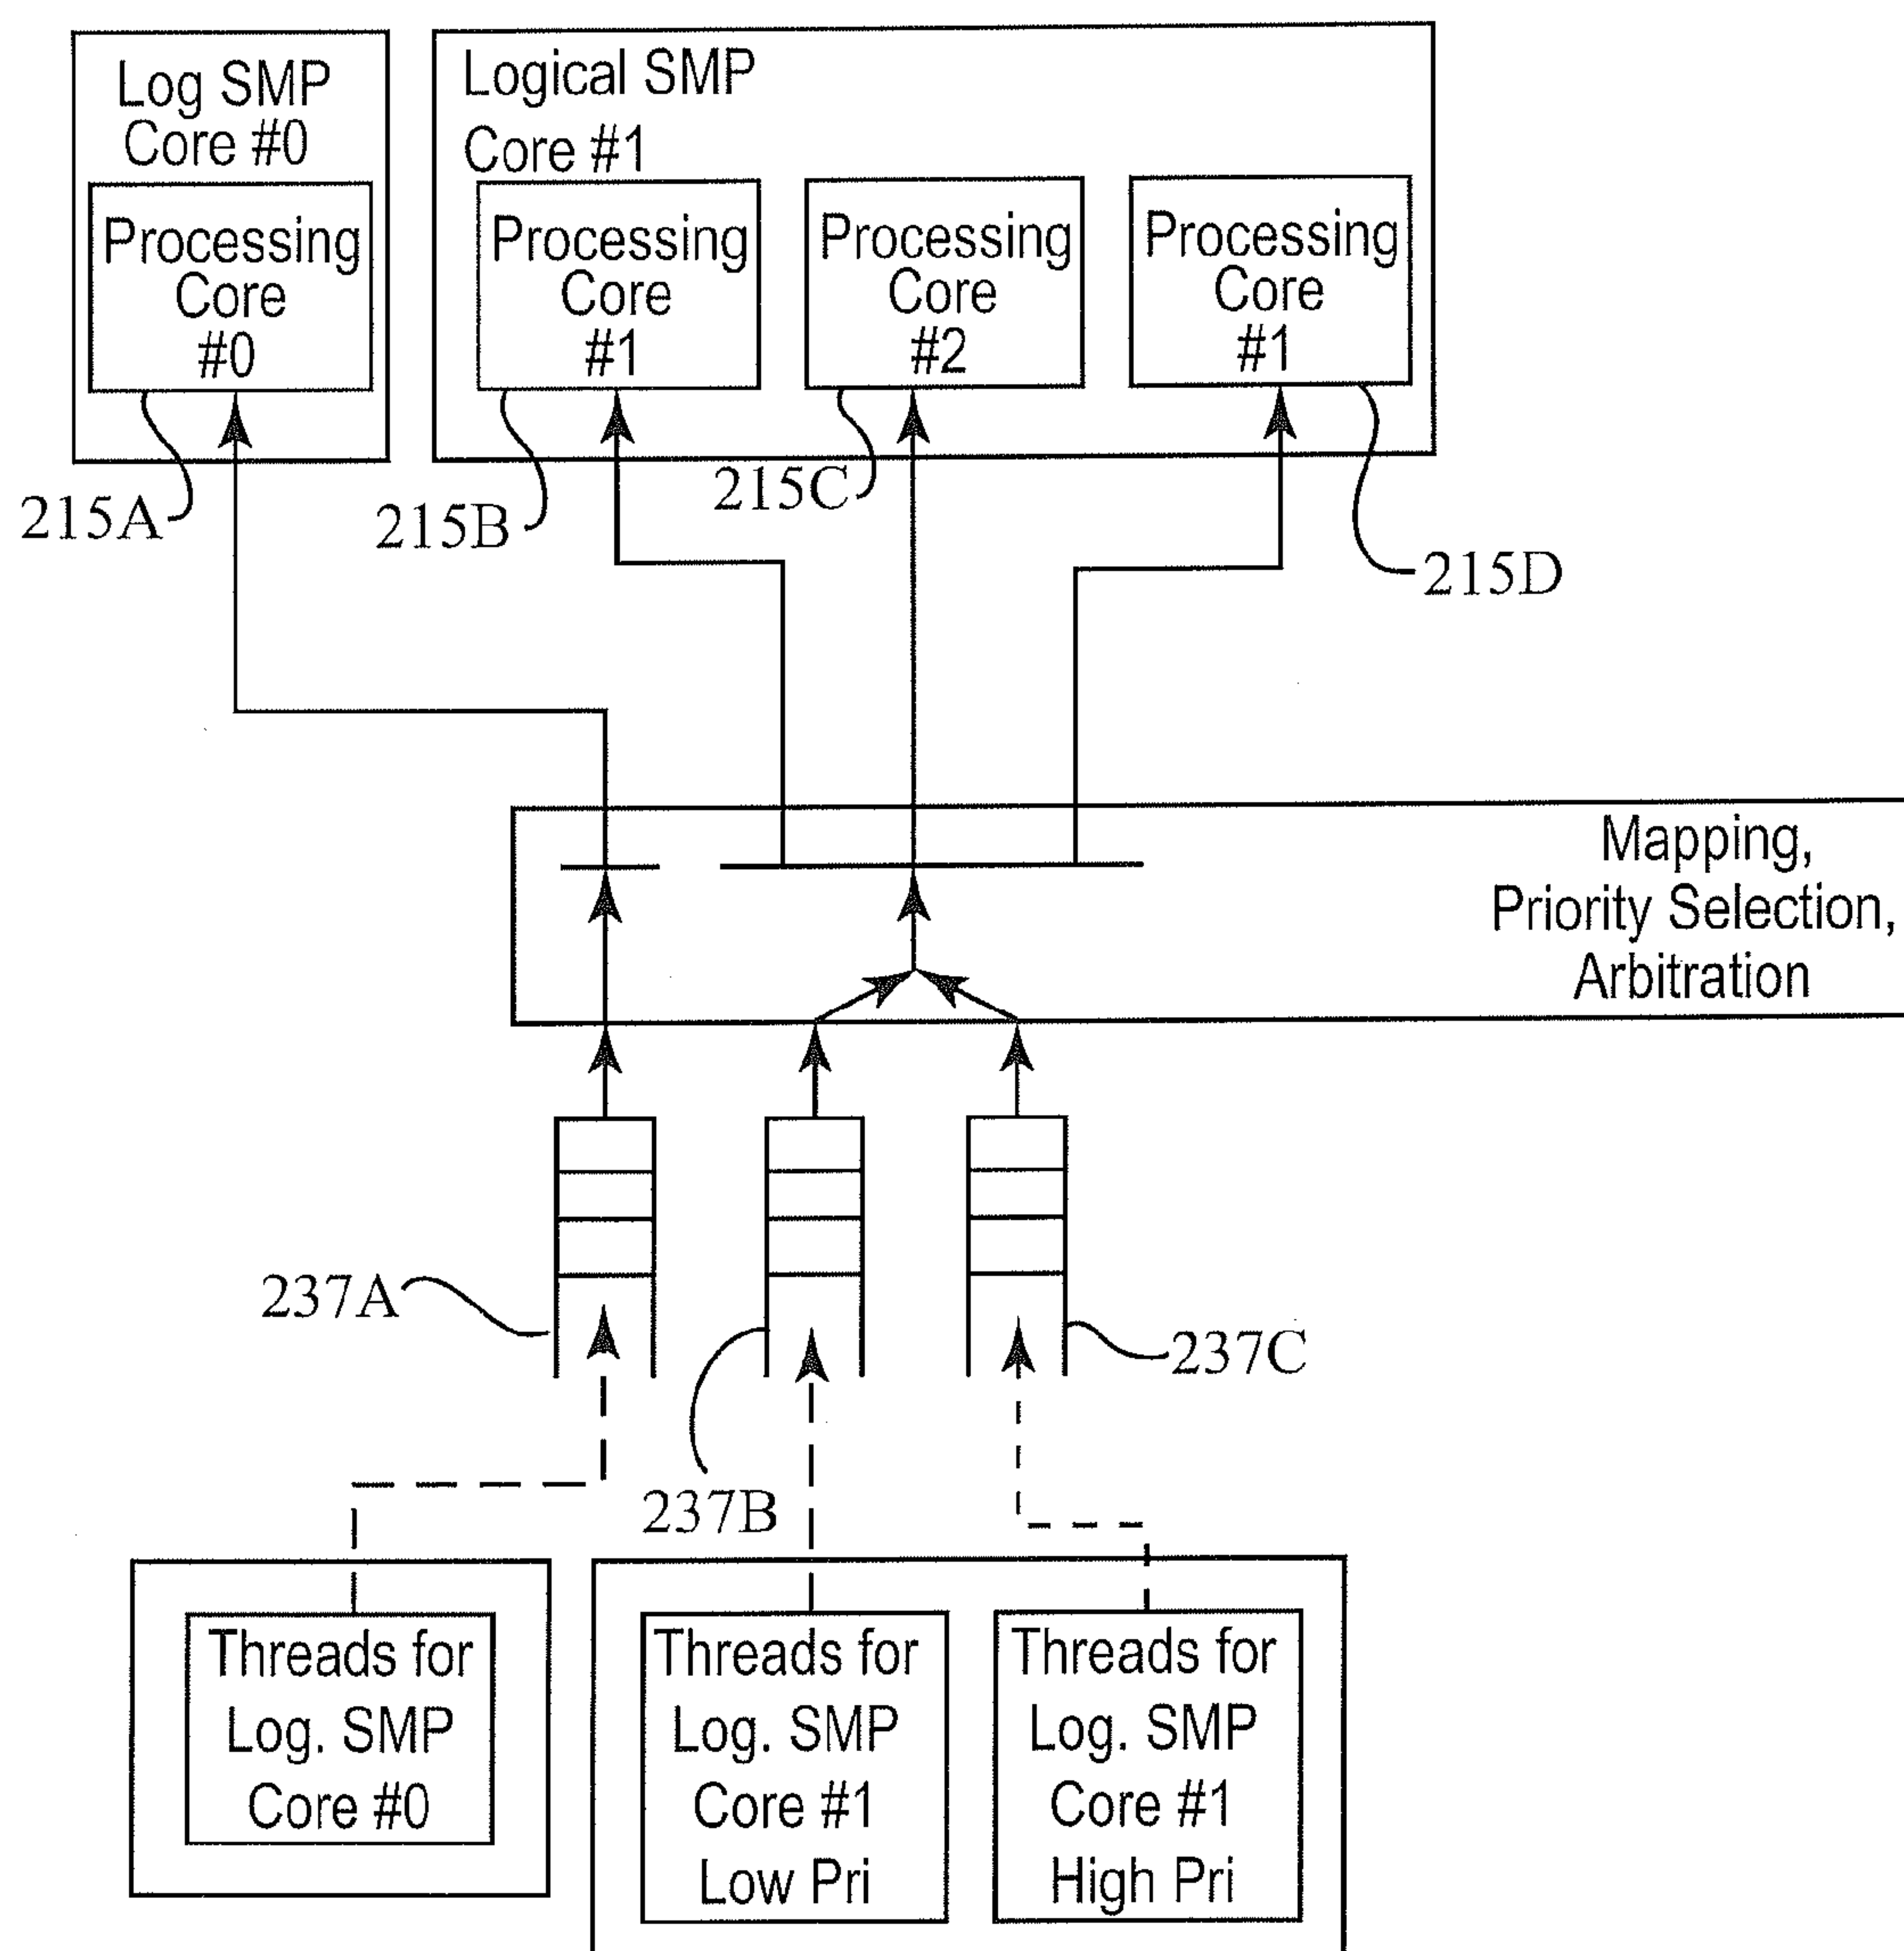 Log SMP
Core #0
Processing
Core
#0
Logical SMP
Core #1
Processing
Core
#1
Processing
Core
#2
Processing
Core
#1
215A
215B
215C
215D
Mapping,
Priority Selection,
Arbitration
237A
237B
237C
Threads for
Log. SMP
Core #0
Threads for
Log. SMP
Core #1
Low Pri
Threads for
Log. SMP
Core #1
High Pri